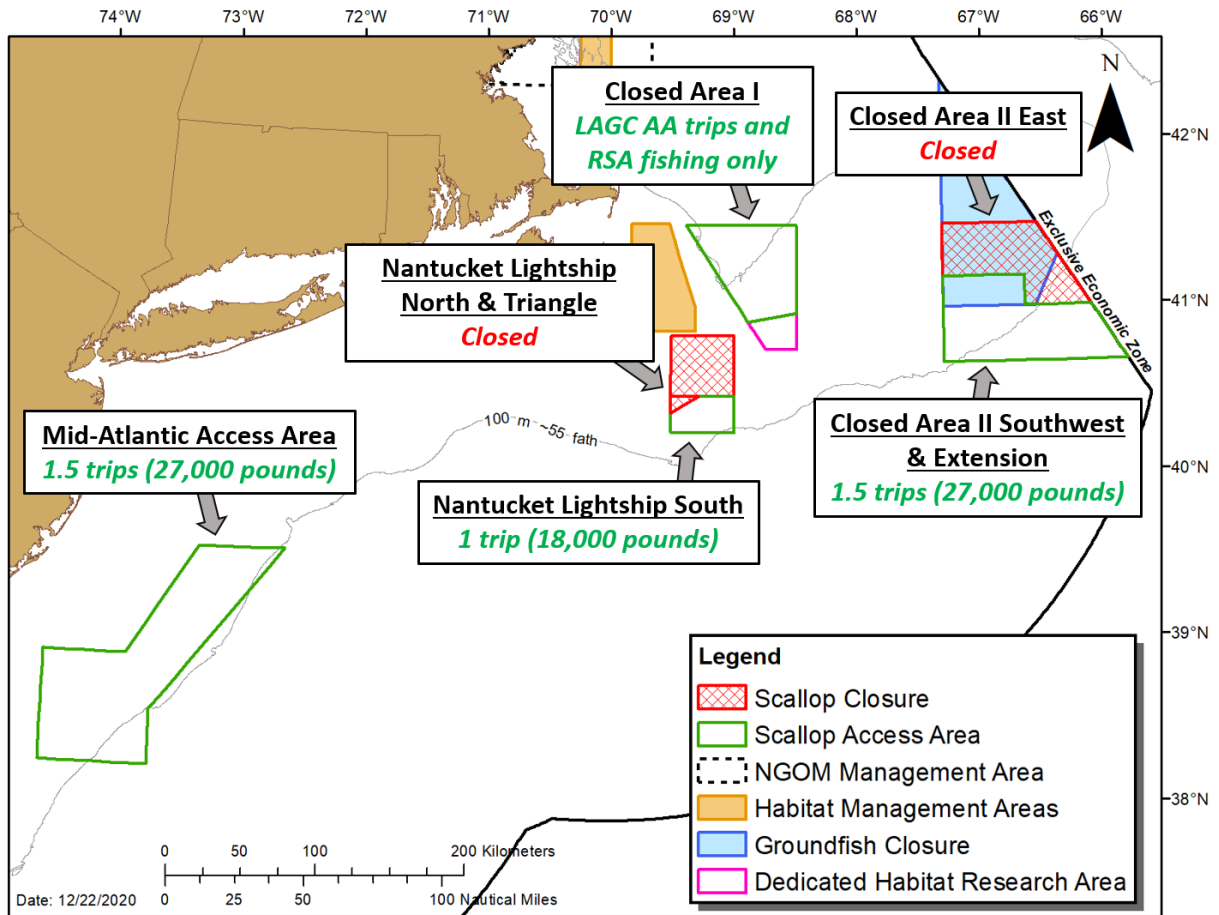 74°W 73°W 72°W 71°W 70°W 69°W 68°W 67°W 66°W
N
42°N
41°N
40°N
39°N
38°N
Closed Area I
LAGC AA trips and
RSA fishing only
Closed Area II East
Closed
Exclusive Economic Zone
Nantucket Lightship
North & Triangle
Closed
Mid-Atlantic Access Area
1.5 trips (27,000 pounds)
100 m ~55 fath
Nantucket Lightship South
1 trip (18,000 pounds)
Closed Area II Southwest
& Extension
1.5 trips (27,000 pounds)
Legend
Scallop Closure
Scallop Access Area
NGOM Management Area
Habitat Management Areas
Groundfish Closure
Dedicated Habitat Research Area
0 50 100 200 Kilometers
0 25 50 100 Nautical Miles
Date: 12/22/2020